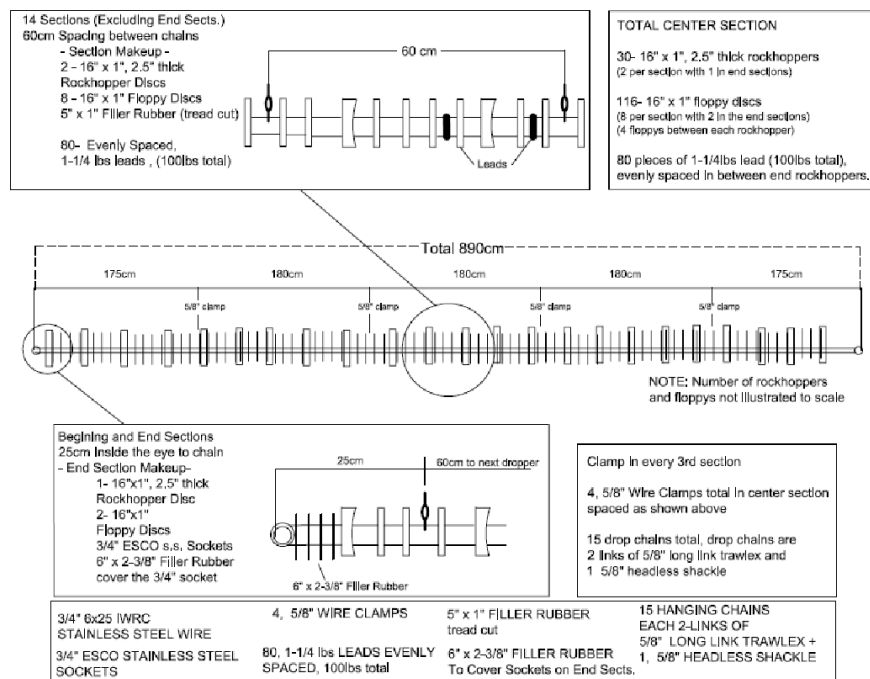 14 Sections (Excluding End Sects.)
60cm Spacing between chains
- Section Makeup -
2 - 16" x 1", 2.5" thick
Rockhopper Discs
8 - 16" x 1" Floppy Discs
5" x 1" Filler Rubber (tread cut)
80- Evenly Spaced,
1-1/4 lbs leads , (100lbs total)
60 cm
Leads
TOTAL CENTER SECTION
30- 16" x 1", 2.5" thick rockhoppers
(2 per section with 1 in end sections)
116- 16" x 1" floppy discs
(8 per section with 2 in the end sections)
(4 floppys between each rockhopper)
80 pieces of 1-1/4lbs lead (100lbs total),
evenly spaced in between end rockhoppers.
Total 890cm
175cm 180cm 180cm 180cm 175cm
5/8" clamp 5/8" clamp 5/8" clamp 5/8" clamp
NOTE: Number of rockhoppers
and floppys not illustrated to scale
Begining and End Sections
25cm Inside the eye to chain
- End Section Makeup-
1- 16"x1", 2.5" thick
Rockhopper Disc
2- 16"x1"
Floppy Discs
3/4" ESCO s.s. Sockets
6" x 2-3/8" Filler Rubber
cover the 3/4" socket
25cm 60cm to next dropper
6" x 2-3/8" Filler Rubber
Clamp in every 3rd section
4, 5/8" Wire Clamps total in center section
spaced as shown above
15 drop chains total, drop chains are
2 links of 5/8" long link trawlex and
1 5/8" headless shackle
3/4" 6x25 IWRC
STAINLESS STEEL WIRE
3/4" ESCO STAINLESS STEEL
SOCKETS
4, 5/8" WIRE CLAMPS
80, 1-1/4 lbs LEADS EVENLY
SPACED, 100lbs total
5" x 1" FILLER RUBBER
tread cut
6" x 2-3/8" FILLER RUBBER
To Cover Sockets on End Sects.
15 HANGING CHAINS
EACH 2-LINKS OF
5/8" LONG LINK TRAWLEX +
1, 5/8" HEADLESS SHACKLE